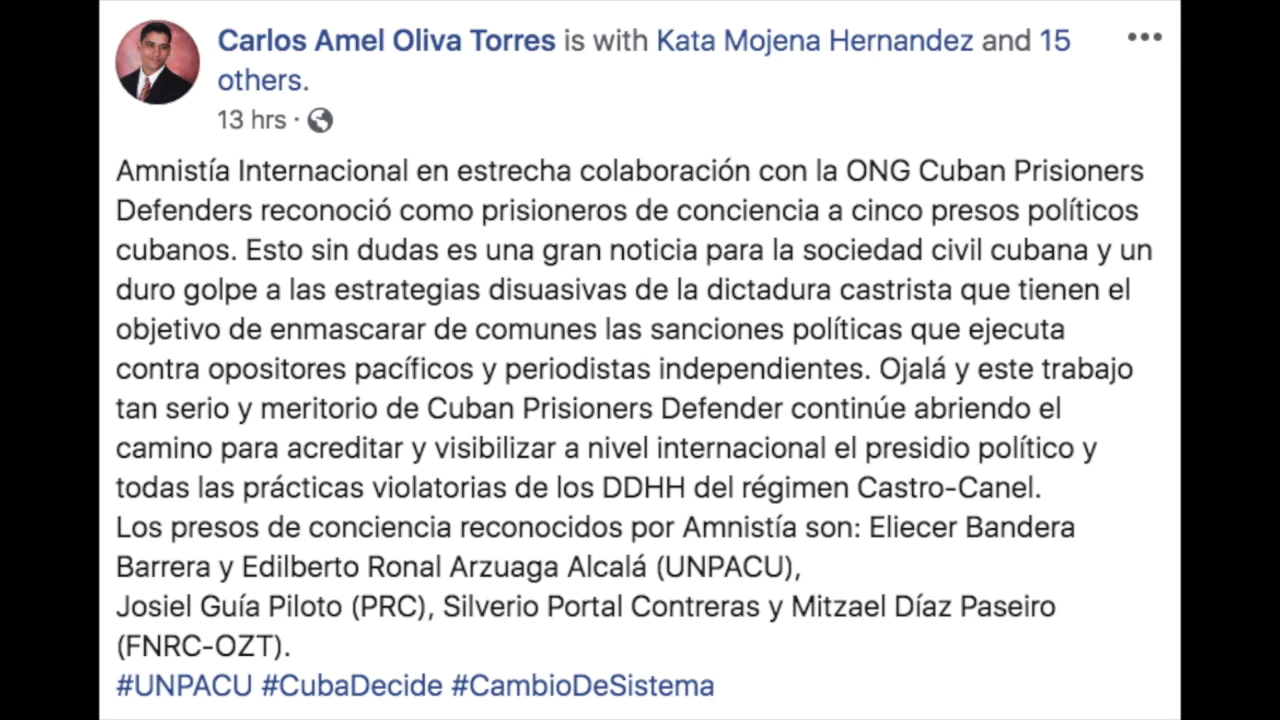 Carlos Amel Oliva Torres is with Kata Mojena Hernandez and 15
others.
13 hrs ·
Amnistía Internacional en estrecha colaboración con la ONG Cuban Prisioners
Defenders reconoció como prisioneros de conciencia a cinco presos políticos
cubanos. Esto sin dudas es una gran noticia para la sociedad civil cubana y un
duro golpe a las estrategias disuasivas de la dictadura castrista que tienen el
objetivo de enmascarar de comunes las sanciones políticas que ejecuta
contra opositores pacíficos y periodistas independientes. Ojalá y este trabajo
tan serio y meritorio de Cuban Prisioners Defender continúe abriendo el
camino para acreditar y visibilizar a nivel internacional el presidio político y
todas las prácticas violatorias de los DDHH del régimen Castro-Canel.
Los presos de conciencia reconocidos por Amnistía son: Eliecer Bandera
Barrera y Edilberto Ronal Arzuaga Alcalá (UNPACU),
Josiel Guía Piloto (PRC), Silverio Portal Contreras y Mitzael Díaz Paseiro
(FNRC-OZT).
#UNPACU #CubaDecide #CambioDeSistema